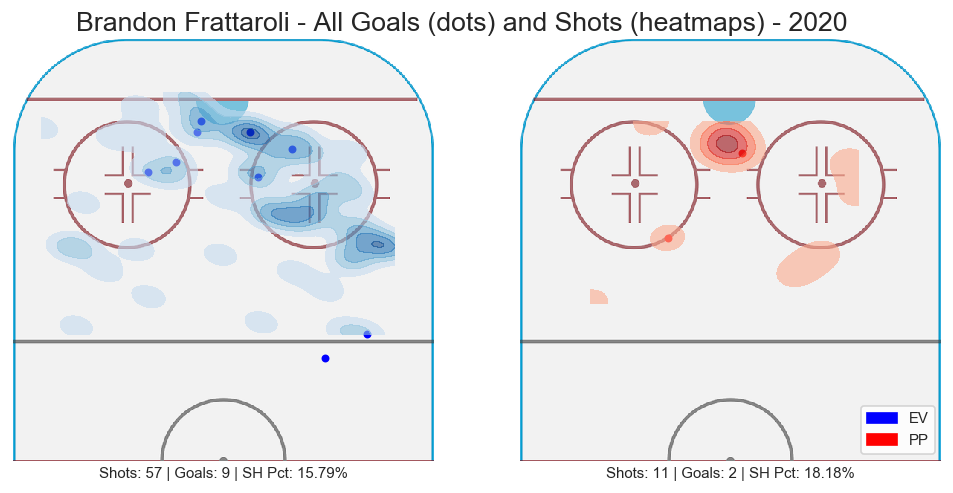 Brandon Frattaroli - All Goals (dots) and Shots (heatmaps) - 2020
EV
PP
Shots: 57 | Goals: 9 | SH Pct: 15.79%
Shots: 11 | Goals: 2 | SH Pct: 18.18%